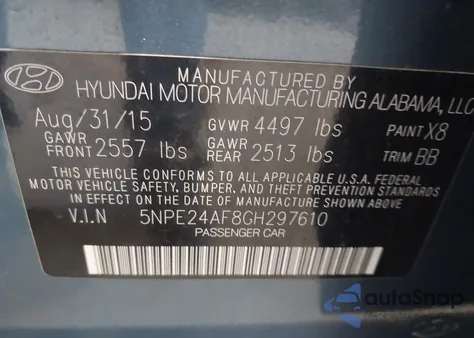 MANUFACTURED BY
HYUNDAI MOTOR MANUFACTURING ALABAMA, LLC
Aug/31/15 GVWR 4497 lbs PAINT X8
GAWR FRONT 2557 lbs GAWR REAR 2513 lbs TRIM BB
THIS VEHICLE CONFORMS TO ALL APPLICABLE U.S.A. FEDERAL
MOTOR VEHICLE SAFETY, BUMPER, AND THEFT PREVENTION STANDARDS
IN EFFECT ON THE DATE OF MANUFACTURE SHOWN ABOVE.
V.I.N 5NPE24AF8GH297610
PASSENGER CAR
autoSnap